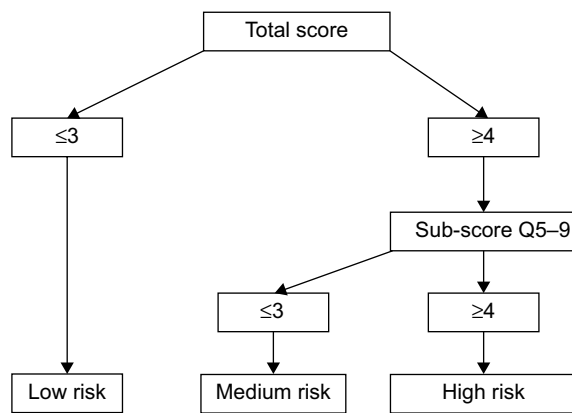 Total score
≤3
≥4
Sub-score Q5–9
≤3
≥4
Low risk
Medium risk
High risk